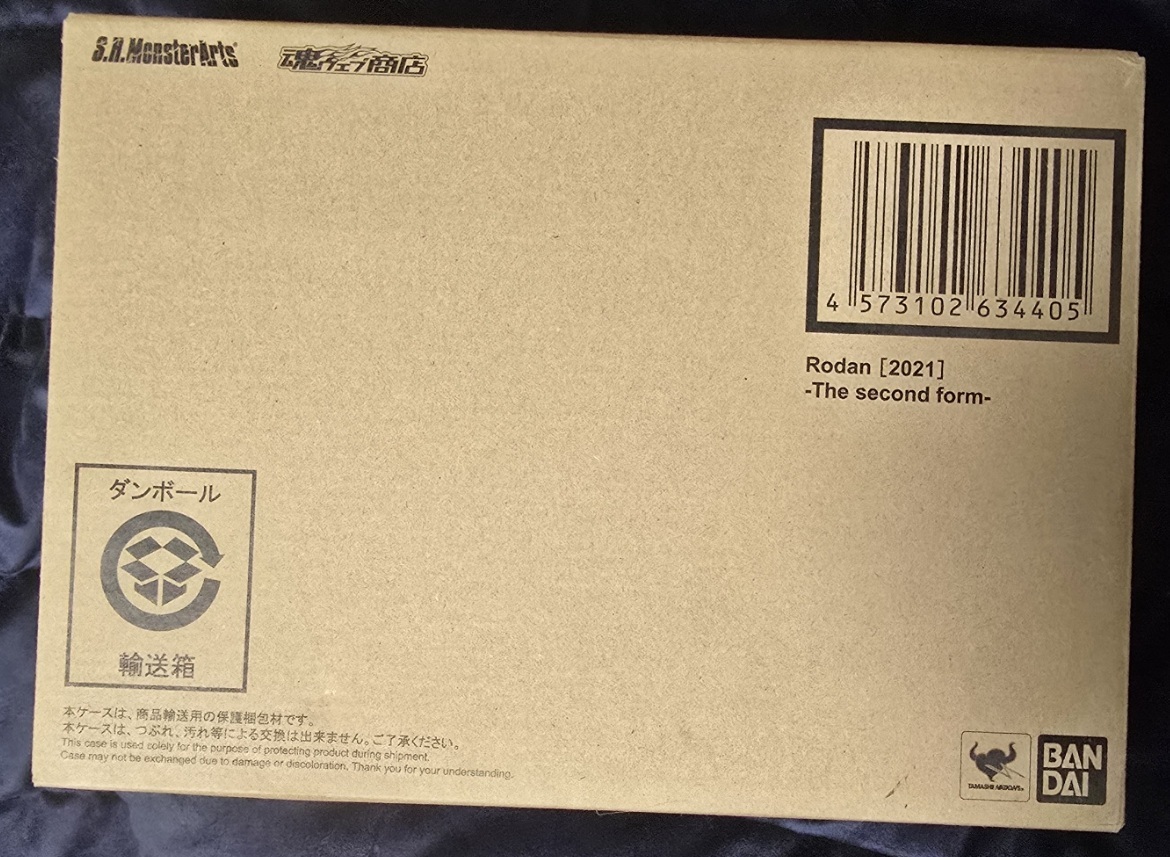 S.H.MonsterArts
魂ウェブ商店
4 573102 634405
Rodan [2021]
-The second form-
ダンボール
輸送箱
本ケースは、商品輸送用の保護梱包材です。
本ケースは、つぶれ、汚れ等による交換は出来ません。ご了承ください。
This case is used solely for the purpose of protecting product during shipment.
Case may not be exchanged due to damage or discoloration. Thank you for your understanding.
TAMASHII NATIONS
BAN
DAI